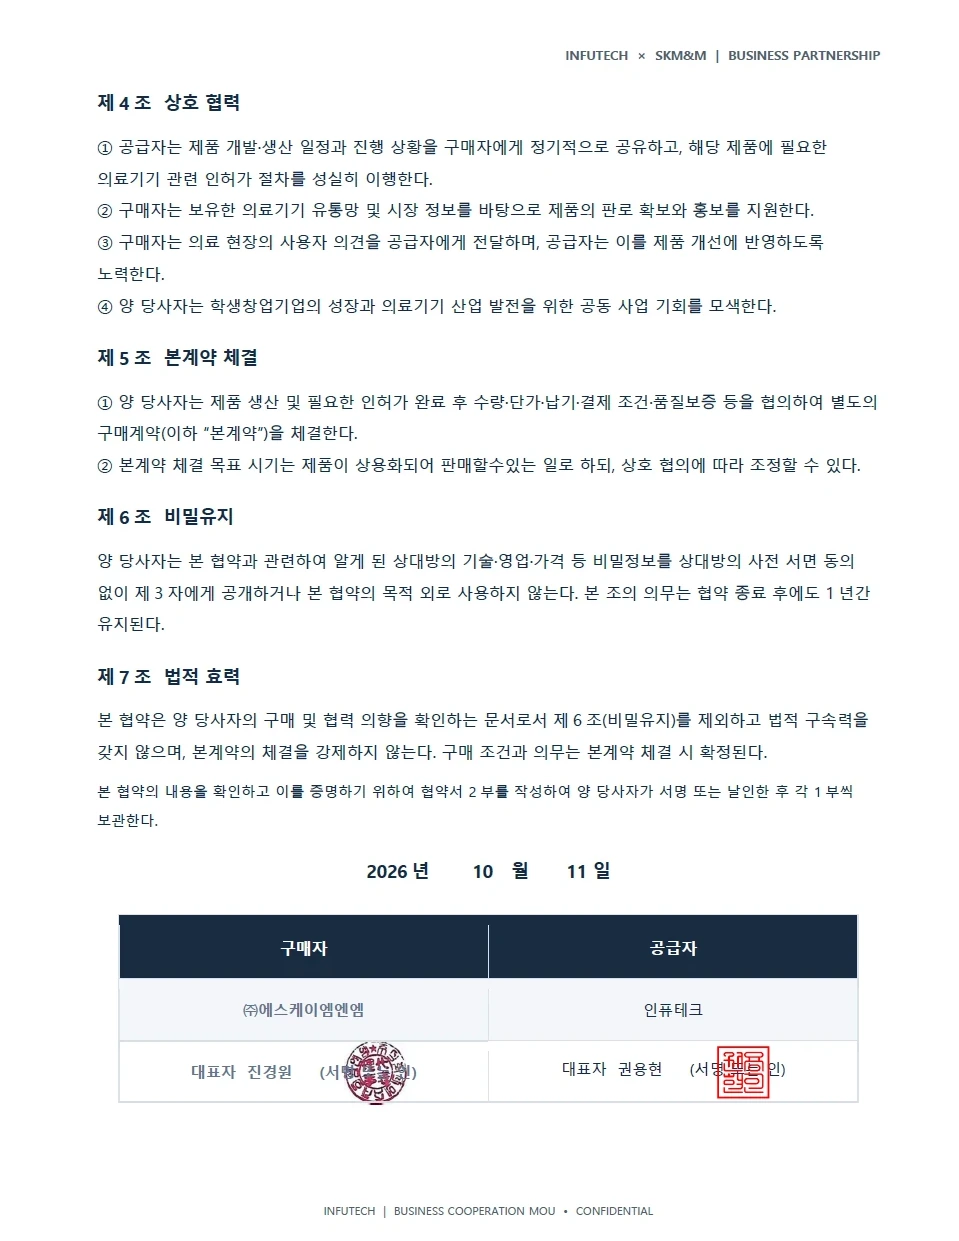 INFUTECH × SKM&M | BUSINESS PARTNERSHIP
제 4 조 상호 협력
① 공급자는 제품 개발·생산 일정과 진행 상황을 구매자에게 정기적으로 공유하고, 해당 제품에 필요한
의료기기 관련 인허가 절차를 성실히 이행한다.
② 구매자는 보유한 의료기기 유통망 및 시장 정보를 바탕으로 제품의 판로 확보와 홍보를 지원한다.
③ 구매자는 의료 현장의 사용자 의견을 공급자에게 전달하며, 공급자는 이를 제품 개선에 반영하도록
노력한다.
④ 양 당사자는 학생창업기업의 성장과 의료기기 산업 발전을 위한 공동 사업 기회를 모색한다.
제 5 조 본계약 체결
① 양 당사자는 제품 생산 및 필요한 인허가 완료 후 수량·단가·납기·결제 조건·품질보증 등을 협의하여 별도의
구매계약(이하 “본계약”)을 체결한다.
② 본계약 체결 목표 시기는 제품이 상용화되어 판매할수있는 일로 하되, 상호 협의에 따라 조정할 수 있다.
제 6 조 비밀유지
양 당사자는 본 협약과 관련하여 알게 된 상대방의 기술·영업·가격 등 비밀정보를 상대방의 사전 서면 동의
없이 제 3 자에게 공개하거나 본 협약의 목적 외로 사용하지 않는다. 본 조의 의무는 협약 종료 후에도 1 년간
유지된다.
제 7 조 법적 효력
본 협약은 양 당사자의 구매 및 협력 의향을 확인하는 문서로서 제 6 조(비밀유지)를 제외하고 법적 구속력을
갖지 않으며, 본계약의 체결을 강제하지 않는다. 구매 조건과 의무는 본계약 체결 시 확정된다.
본 협약의 내용을 확인하고 이를 증명하기 위하여 협약서 2 부를 작성하여 양 당사자가 서명 또는 날인한 후 각 1 부씩
보관한다.
2026 년 10 월 11 일
구매자 공급자
㈜에스케이엠엔엠 인퓨테크
대표자 진경원 (서명 인) 대표자 권용현 (서명 또는 인)
INFUTECH | BUSINESS COOPERATION MOU • CONFIDENTIAL